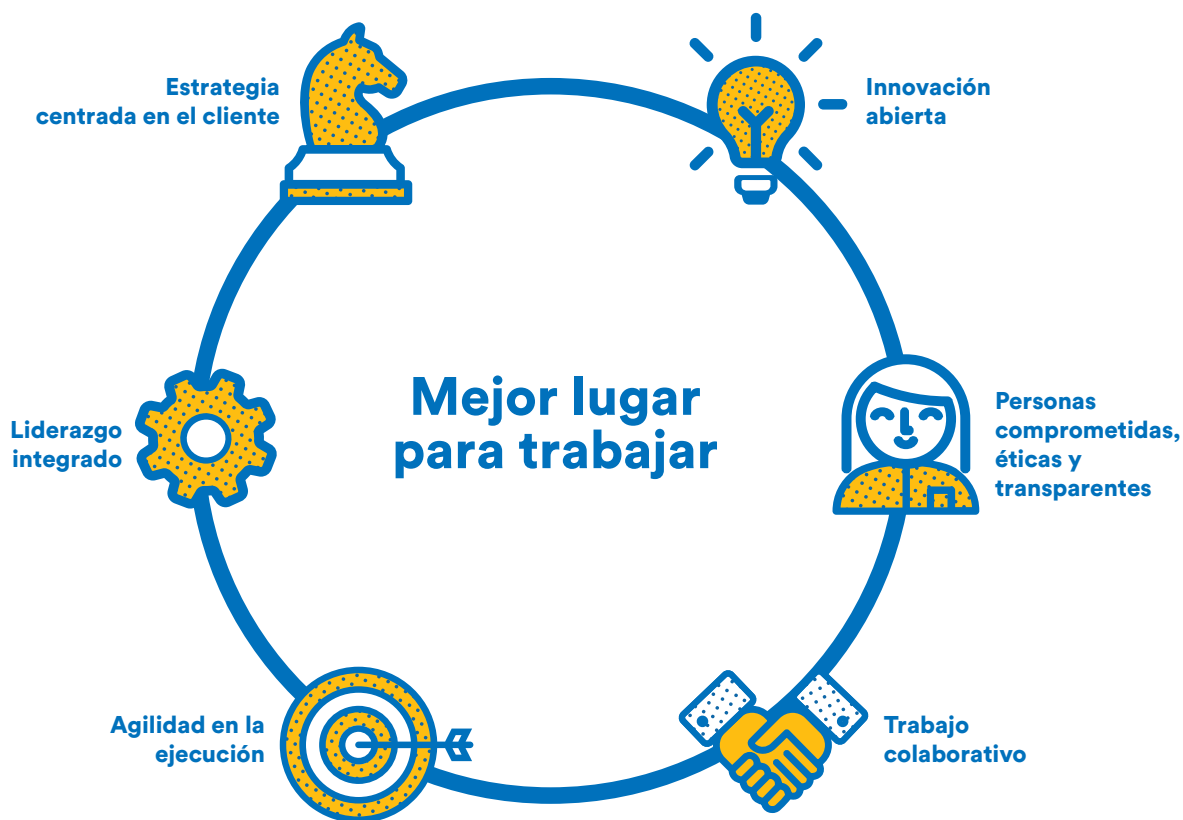 Estrategia
centrada en el cliente
Innovación
abierta
Mejor lugar
para trabajar
Liderazgo
integrado
Personas
comprometidas,
éticas y
transparentes
Agilidad en la
ejecución
Trabajo
colaborativo